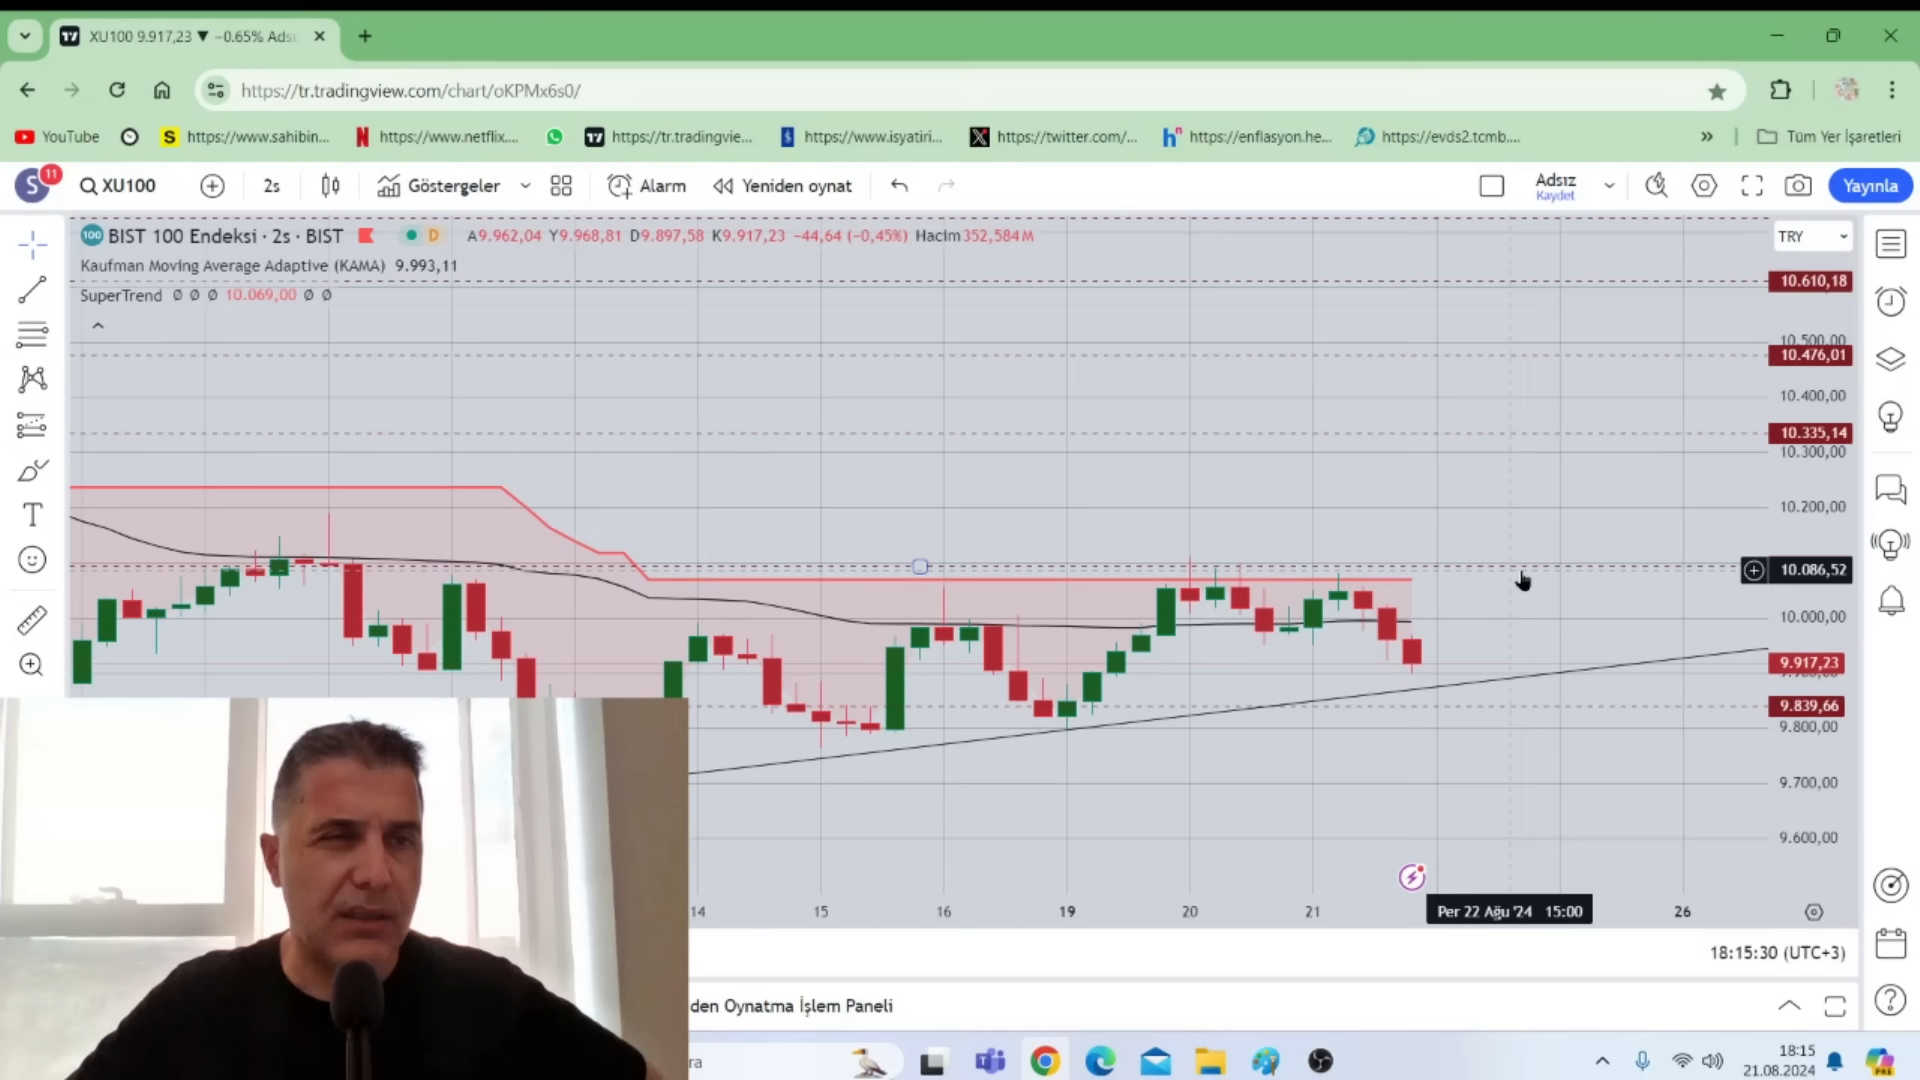 XU100 9.917,23 ▼ −0.65% Ads
https://tr.tradingview.com/chart/oKPMx6s0/
YouTube
S https://www.sahibin...
N https://www.netflix....
https://tr.tradingvie...
https://www.isyatiri...
https://twitter.com/...
https://enflasyon.he...
https://evds2.tcmb....
»
Tüm Yer İşaretleri
S 11
XU100
2s
Göstergeler
Alarm
Yeniden oynat
Adsız
Kaydet
Yayınla
100 BIST 100 Endeksi · 2s · BIST
D
A9.962,04 Y9.968,81 D9.897,58 K9.917,23 −44,64 (−0,45%) Hacim352,584M
TRY
Kaufman Moving Average Adaptive (KAMA) 9.993,11
SuperTrend Ø Ø Ø 10.069,00 Ø Ø
10.610,18
10.500,00
10.476,01
10.400,00
10.335,14
10.300,00
10.200,00
10.086,52
10.000,00
9.917,23
9.839,66
9.800,00
9.700,00
9.600,00
14 15 16 19 20 21 Per 22 Ağu '24 15:00 26
18:15:30 (UTC+3)
den Oynatma İşlem Paneli
ra
18:15
21.08.2024
PRE